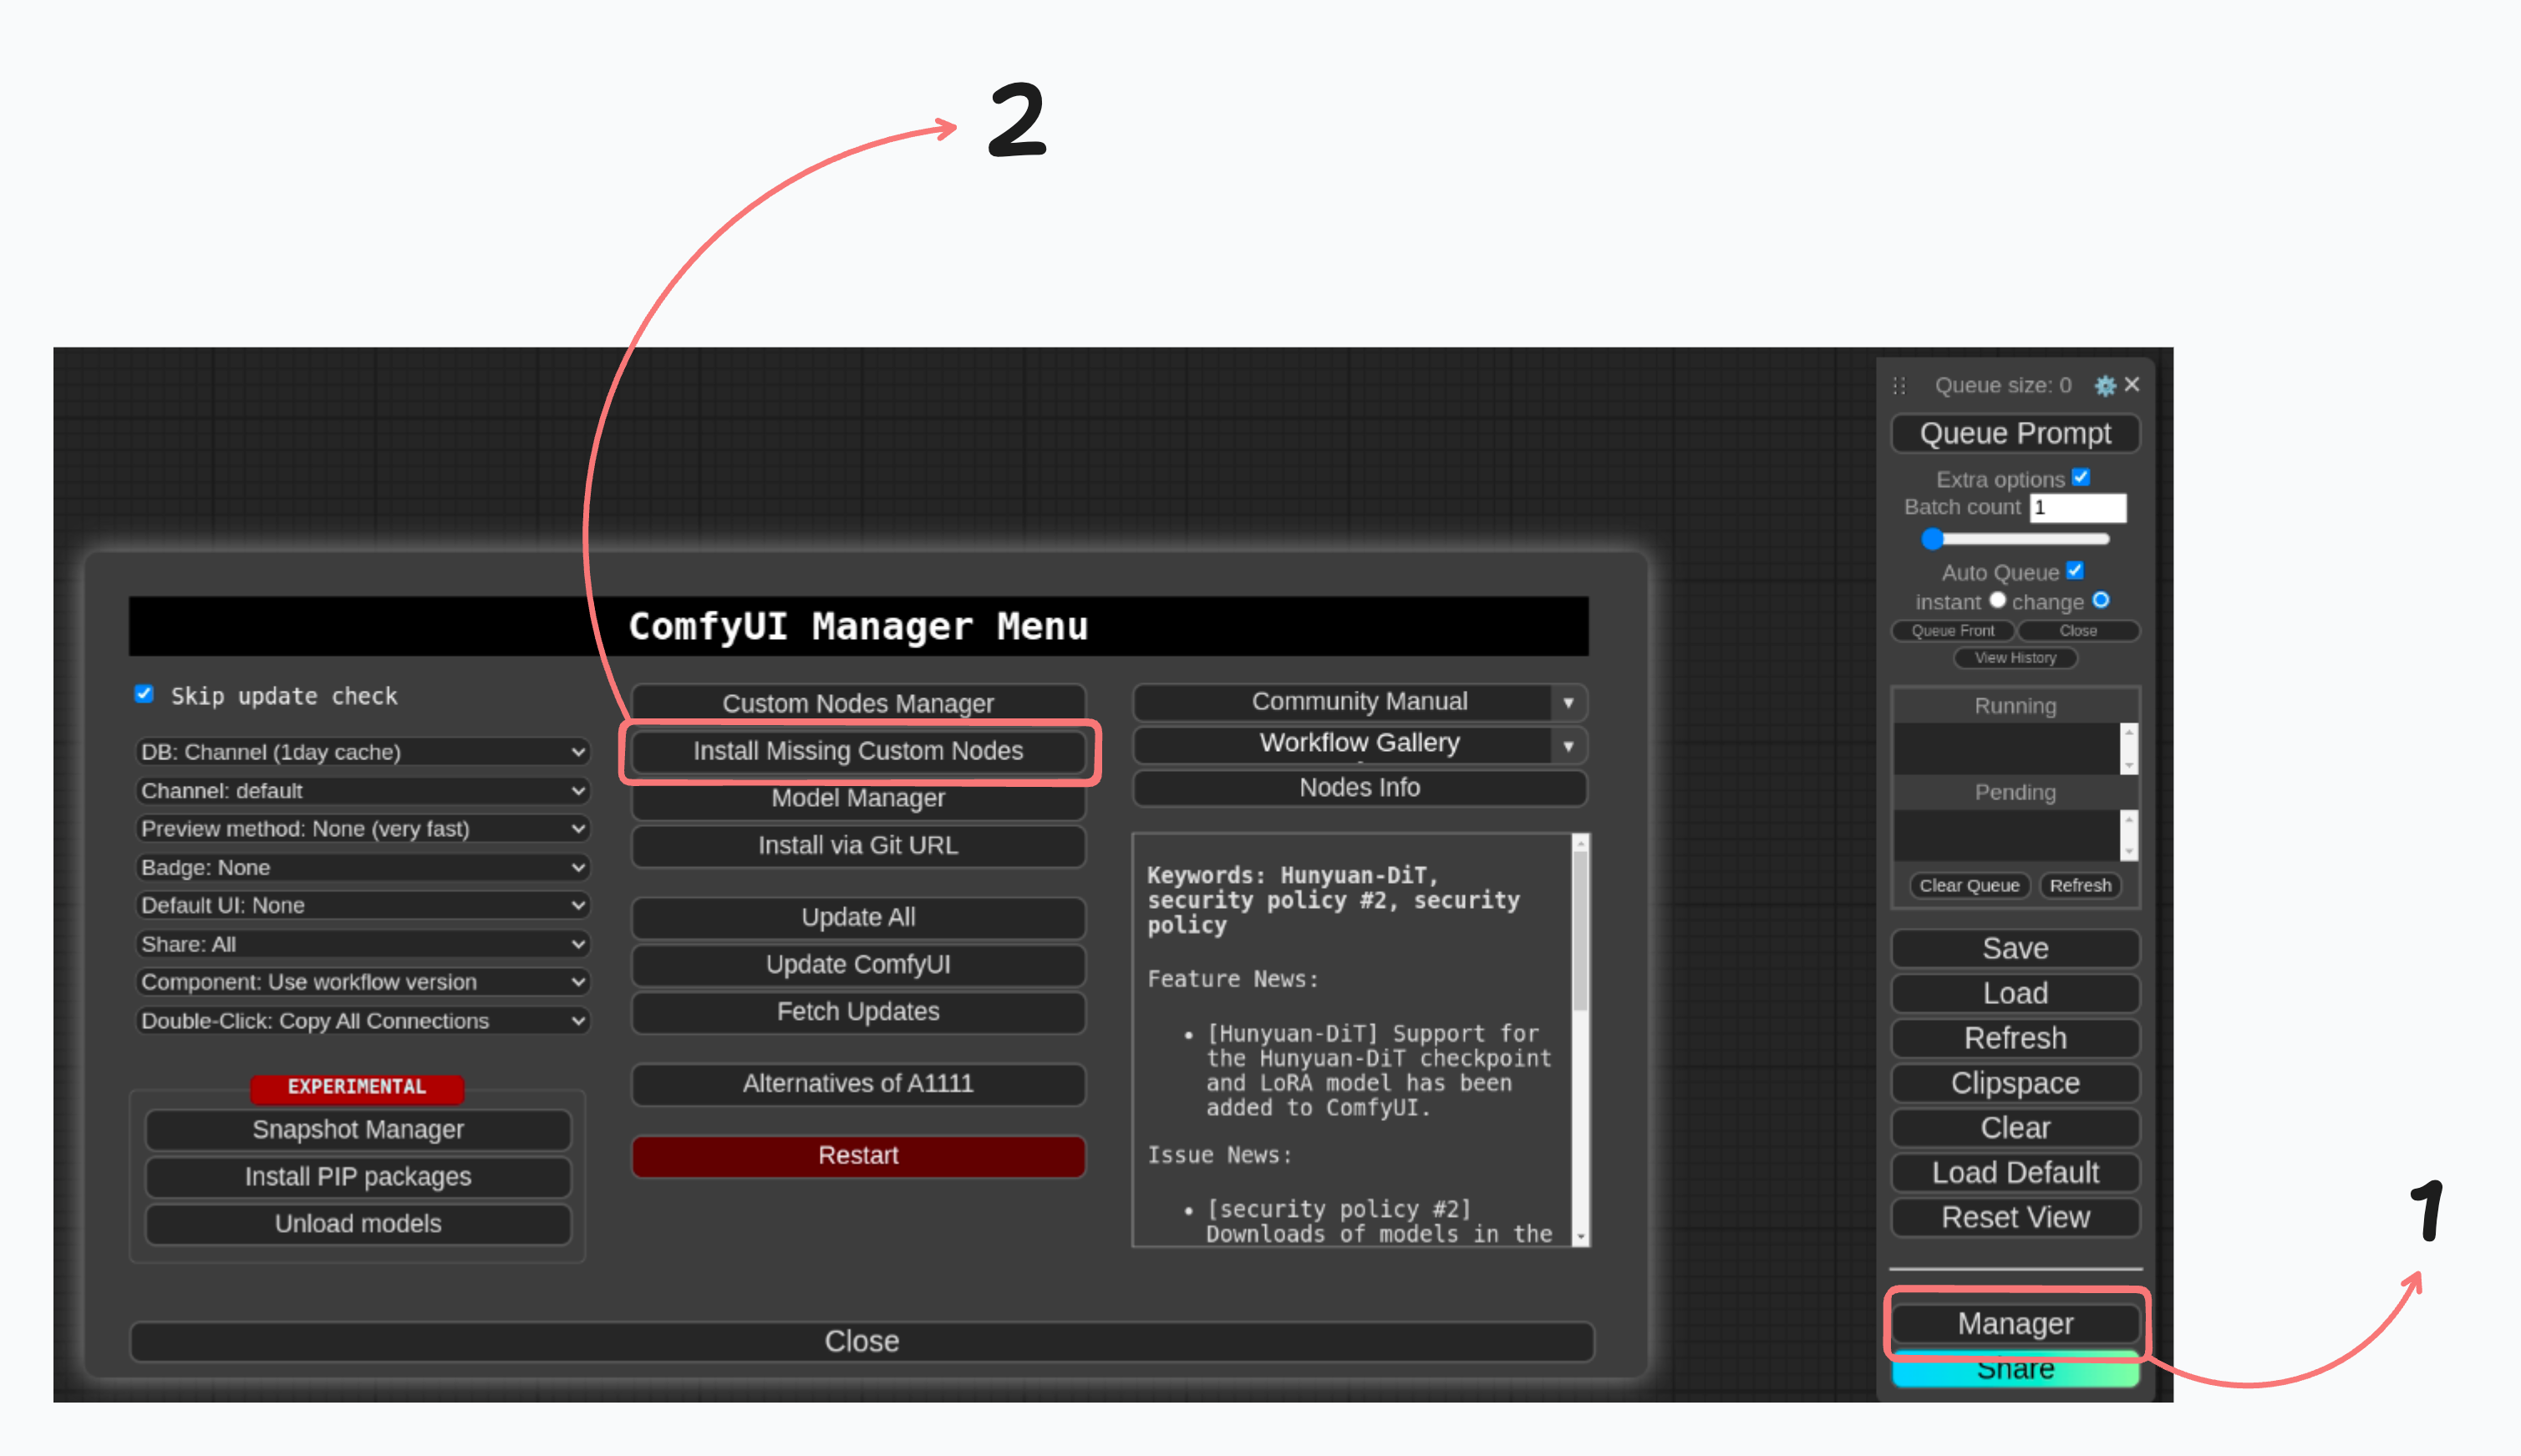 2
ComfyUI Manager Menu
Skip update check
DB: Channel (1day cache)
Channel: default
Preview method: None (very fast)
Badge: None
Default UI: None
Share: All
Component: Use workflow version
Double-Click: Copy All Connections
EXPERIMENTAL
Snapshot Manager
Install PIP packages
Unload models
Custom Nodes Manager
Install Missing Custom Nodes
Model Manager
Install via Git URL
Update All
Update ComfyUI
Fetch Updates
Alternatives of A1111
Restart
Community Manual
Workflow Gallery
Nodes Info
Keywords: Hunyuan-DiT,
security policy #2, security
policy
Feature News:
• [Hunyuan-DiT] Support for
the Hunyuan-DiT checkpoint
and LoRA model has been
added to ComfyUI.
Issue News:
• [security policy #2]
Downloads of models in the
Close
Queue size: 0
Queue Prompt
Extra options
Batch count 1
Auto Queue
instant change
Queue Front Close
View History
Running
Pending
Clear Queue Refresh
Save
Load
Refresh
Clipspace
Clear
Load Default
Reset View
Manager
Share
1